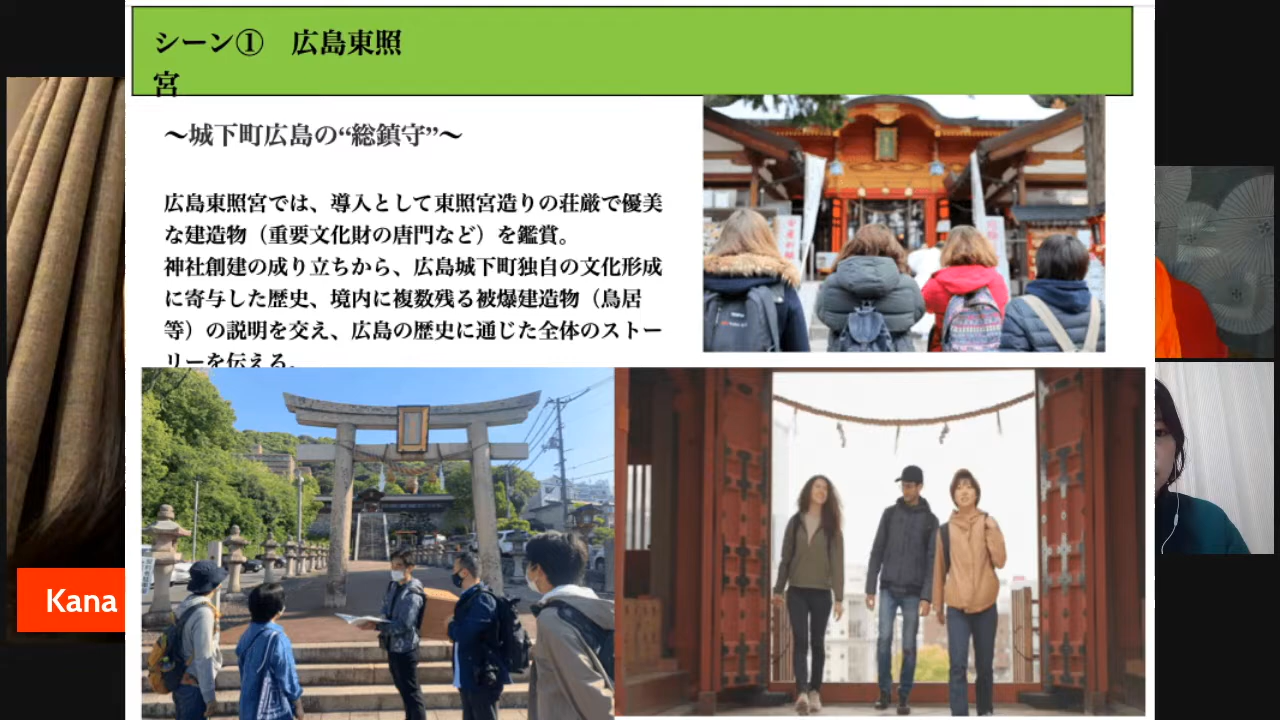 シーン① 広島東照
宮
〜城下町広島の“総鎮守”〜
広島東照宮では、導入として東照宮造りの荘厳で優美
な建造物（重要文化財の唐門など）を鑑賞。
神社創建の成り立ちから、広島城下町独自の文化形成
に寄与した歴史、境内に複数残る被爆建造物（鳥居
等）の説明を交え、広島の歴史に通じた全体のストー
リーを伝える。
Kana